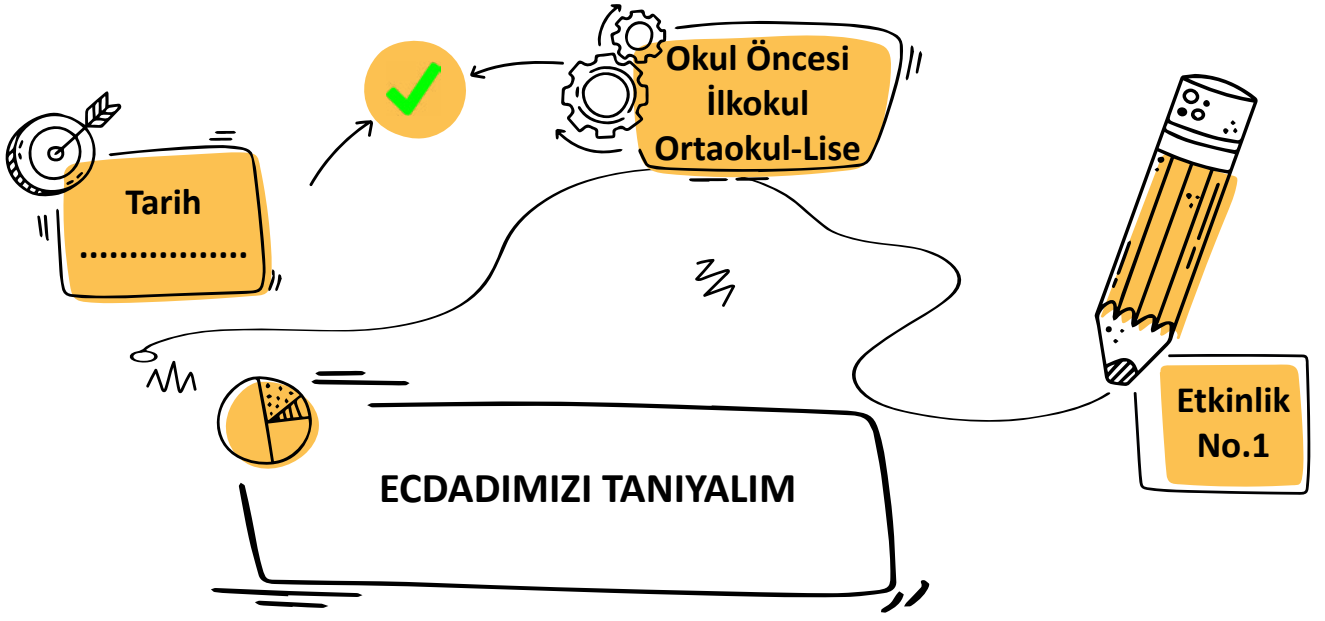 Okul Öncesi
İlkokul
Ortaokul-Lise
Tarih
....................
Etkinlik
No.1
ECDADIMIZI TANIYALIM